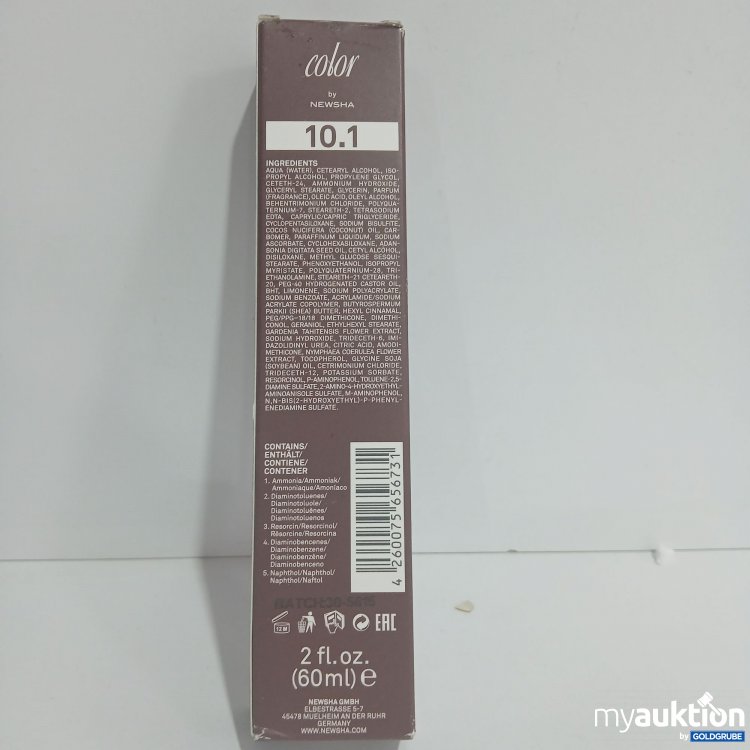 color
by
NEWSHA
10.1
INGREDIENTS
AQUA (WATER), CETEARYL ALCOHOL, ISO-
PROPYL ALCOHOL, PROPYLENE GLYCOL,
CETETH-24, AMMONIUM HYDROXIDE,
GLYCERYL STEARATE, GLYCERIN, PARFUM
(FRAGRANCE), OLEIC ACID, OLEYL ALCOHOL,
BEHENTRIMONIUM CHLORIDE, POLYQUA-
TERNIUM-7, STEARETH-2, TETRASODIUM
EDTA, CAPRYLIC/CAPRIC TRIGLYCERIDE,
CYCLOPENTASILOXANE, SODIUM BISULFITE,
COCOS NUCIFERA (COCONUT) OIL, CAR-
BOMER, PARAFFINUM LIQUIDUM, SODIUM
ASCORBATE, CYCLOHEXASILOXANE, ADAN-
SONIA DIGITATA SEED OIL, CETYL ALCOHOL,
DISILOXANE, METHYL GLUCOSE SESQUI-
STEARATE, PHENOXYETHANOL, ISOPROPYL
MYRISTATE, POLYQUATERNIUM-28, TRI-
ETHANOLAMINE, STEARETH-21 CETEARETH-
20, PEG-40 HYDROGENATED CASTOR OIL,
BHT, LIMONENE, SODIUM POLYACRYLATE,
SODIUM BENZOATE, ACRYLAMIDE/SODIUM
ACRYLATE COPOLYMER, BUTYROSPERMUM
PARKII (SHEA) BUTTER, HEXYL CINNAMAL,
PEG/PPG-18/18 DIMETHICONE, DIMETHI-
CONOL, GERANIOL, ETHYLHEXYL STEARATE,
GARDENIA TAHITENSIS FLOWER EXTRACT,
SODIUM HYDROXIDE, TRIDECETH-6, IMI-
DAZOLIDINYL UREA, CITRIC ACID, AMODI-
METHICONE, NYMPHAEA COERULEA FLOWER
EXTRACT, TOCOPHEROL, GLYCINE SOJA
(SOYBEAN) OIL, CETRIMONIUM CHLORIDE,
TRIDECETH-12, POTASSIUM SORBATE,
RESORCINOL, P-AMINOPHENOL, TOLUENE-2,5-
DIAMINE SULFATE, 2-AMINO-4-HYDROXYETHYL-
AMINOANISOLE SULFATE, M-AMINOPHENOL,
N,N-BIS(2-HYDROXYETHYL)-P-PHENYL-
ENEDIAMINE SULFATE.
CONTAINS/
ENTHÄLT/
CONTIENE/
CONTENER
1. Ammonia/Ammoniak/
Ammoniaque/Amoníaco
2. Diaminotoluenes/
Diaminotoluole/
Diaminotoluènes/
Diaminotoluenos
3. Resorcin/Resorcinol/
Résorcine/Resorcina
4. Diaminobencenes/
Diaminobenzene/
Diaminobenzène/
Diaminobenceno
5. Naphthol/Naphthol/
Naphthol/Naftol
4 260075 656731
12 M
EAC
2 fl.oz.
(60ml) e
NEWSHA GMBH
ELBESTRASSE 5-7
45478 MUELHEIM AN DER RUHR
GERMANY
WWW.NEWSHA.COM
myauktion
by GOLDGRUBE